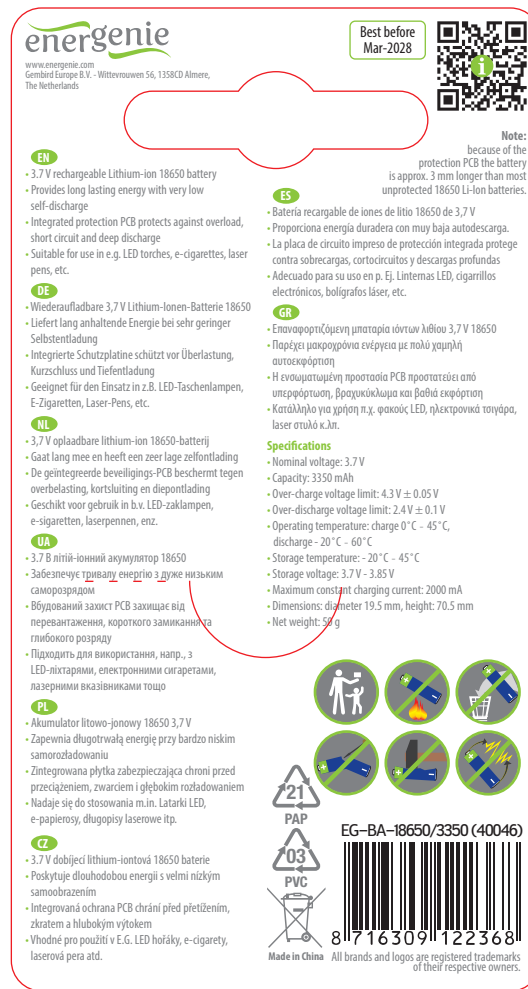 energenie
www.energenie.com
Gembird Europe B.V. - Wittevrouwen 56, 1358CD Almere,
The Netherlands
Best before
Mar-2028
i
Note:
because of the
protection PCB the battery
is approx. 3 mm longer than most
unprotected 18650 Li-Ion batteries.
EN
• 3.7 V rechargeable Lithium-ion 18650 battery
• Provides long lasting energy with very low
self-discharge
• Integrated protection PCB protects against overload,
short circuit and deep discharge
• Suitable for use in e.g. LED torches, e-cigarettes, laser
pens, etc.
DE
• Wiederaufladbare 3,7 V Lithium-Ionen-Batterie 18650
• Liefert lang anhaltende Energie bei sehr geringer
Selbstentladung
• Integrierte Schutzplatine schützt vor Überlastung,
Kurzschluss und Tiefentladung
• Geeignet für den Einsatz in z.B. LED-Taschenlampen,
E-Zigaretten, Laser-Pens, etc.
NL
• 3,7 V oplaadbare lithium-ion 18650-batterij
• Gaat lang mee en heeft een zeer lage zelfontlading
• De geïntegreerde beveiligings-PCB beschermt tegen
overbelasting, kortsluiting en diepontlading
• Geschikt voor gebruik in b.v. LED-zaklampen,
e-sigaretten, laserpennen, enz.
UA
• 3.7 В літій-іонний акумулятор 18650
• Забезпечує тривалу енергію з дуже низьким
саморозрядом
• Вбудований захист PCB захищає від
перевантаження, короткого замикання та
глибокого розряду
• Підходить для використання, напр., з
LED-ліхтарями, електронними сигаретами,
лазерними вказівниками тощо
PL
• Akumulator litowo-jonowy 18650 3,7 V
• Zapewnia długotrwałą energię przy bardzo niskim
samorozładowaniu
• Zintegrowana płytka zabezpieczająca chroni przed
przeciążeniem, zwarciem i głębokim rozładowaniem
• Nadaje się do stosowania m.in. Latarki LED,
e-papierosy, długopisy laserowe itp.
CZ
• 3.7 V dobíjecí lithium-iontová 18650 baterie
• Poskytuje dlouhodobou energii s velmi nízkým
samoobrazením
• Integrovaná ochrana PCB chrání před přetížením,
zkratem a hlubokým výtokem
• Vhodné pro použití v E.G. LED hořáky, e-cigarety,
laserová pera atd.
ES
• Batería recargable de iones de litio 18650 de 3,7 V
• Proporciona energía duradera con muy baja autodescarga.
• La placa de circuito impreso de protección integrada protege
contra sobrecargas, cortocircuitos y descargas profundas
• Adecuado para su uso en p. Ej. Linternas LED, cigarrillos
electrónicos, bolígrafos láser, etc.
GR
• Επαναφορτιζόμενη μπαταρία ιόντων λιθίου 3,7 V 18650
• Παρέχει μακροχρόνια ενέργεια με πολύ χαμηλή
αυτοεκφόρτιση
• Η ενσωματωμένη προστασία PCB προστατεύει από
υπερφόρτωση, βραχυκύκλωμα και βαθιά εκφόρτιση
• Κατάλληλο για χρήση π.χ. φακούς LED, ηλεκτρονικά τσιγάρα,
laser στυλό κ.λπ.
Specifications
• Nominal voltage: 3.7 V
• Capacity: 3350 mAh
• Over-charge voltage limit: 4.3 V ± 0.05 V
• Over-discharge voltage limit: 2.4 V ± 0.1 V
• Operating temperature: charge 0˚C - 45˚C,
discharge - 20˚C - 60˚C
• Storage temperature: - 20˚C - 45˚C
• Storage voltage: 3.7 V - 3.85 V
• Maximum constant charging current: 2000 mA
• Dimensions: diameter 19.5 mm, height: 70.5 mm
• Net weight: 50 g
21
PAP
03
PVC
Made in China
EG-BA-18650/3350 (40046)
8 716309 122368
All brands and logos are registered trademarks
of their respective owners.